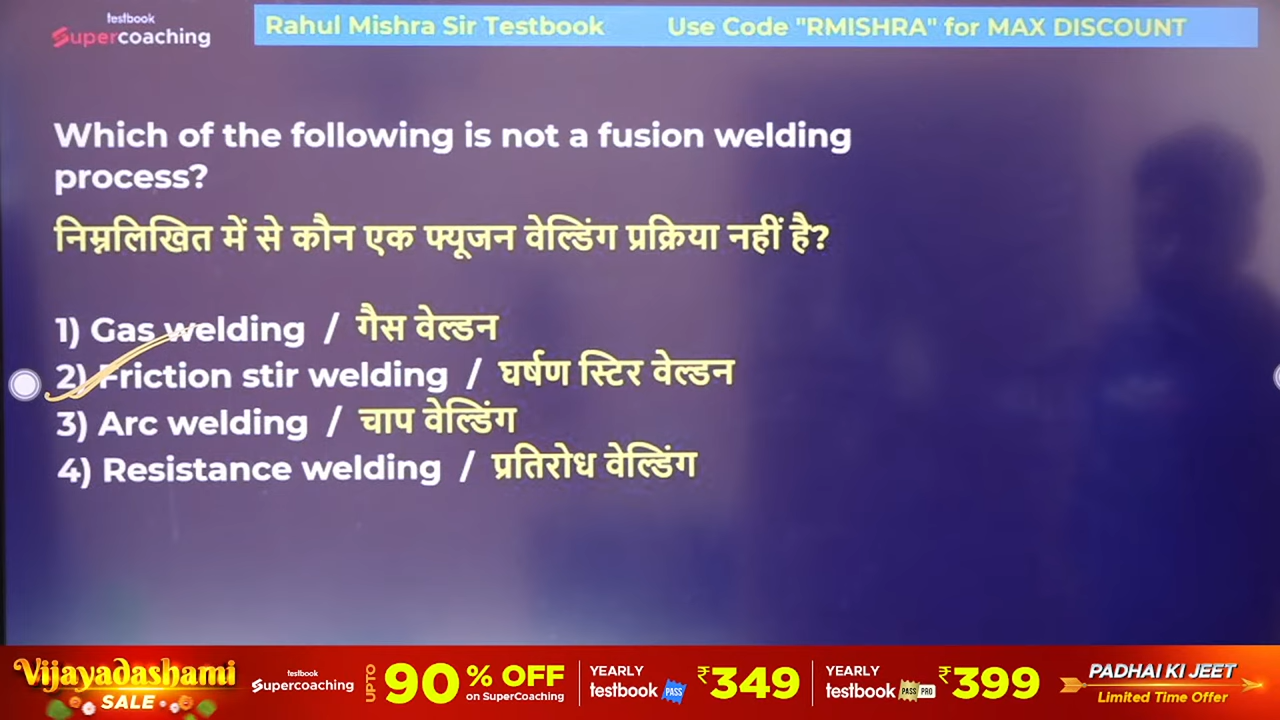 testbook
Supercoaching
Rahul Mishra Sir Testbook Use Code "RMISHRA" for MAX DISCOUNT
Which of the following is not a fusion welding
process?
निम्नलिखित में से कौन एक फ्यूजन वेल्डिंग प्रक्रिया नहीं है?
1) Gas welding / गैस वेल्डन
2) Friction stir welding / घर्षण स्टिर वेल्डन
3) Arc welding / चाप वेल्डिंग
4) Resistance welding / प्रतिरोध वेल्डिंग
Vijayadashami
SALE
testbook
Supercoaching
UPTO
90% OFF
on SuperCoaching
YEARLY
testbook PASS
₹349
YEARLY
testbook PASS PRO
₹399
PADHAI KI JEET
Limited Time Offer